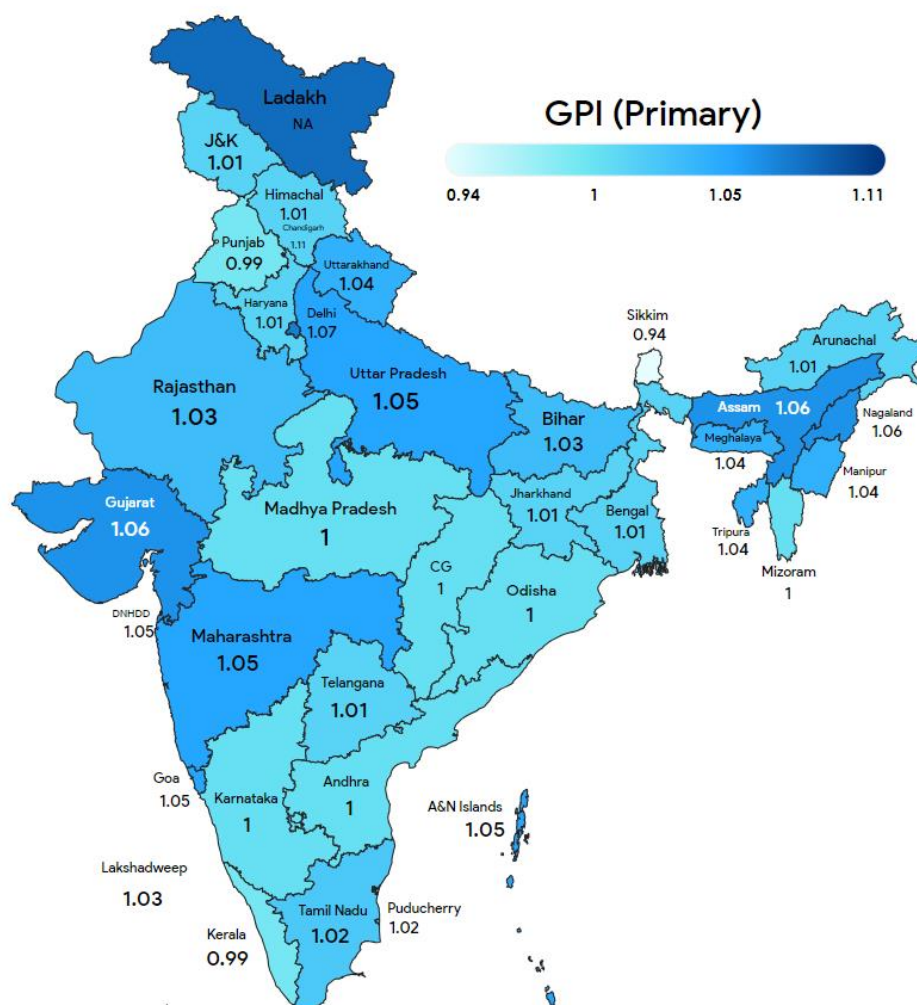 GPI (Primary)
0.94 1 1.05 1.11
Ladakh
NA
J&K
1.01
Himachal
1.01
Chandigarh
1.11
Punjab
0.99
Uttarakhand
1.04
Haryana
1.01
Delhi
1.07
Sikkim
0.94
Arunachal
1.01
Rajasthan
1.03
Uttar Pradesh
1.05
Bihar
1.03
Assam 1.06
Nagaland
1.06
Meghalaya
1.04
Manipur
1.04
Gujarat
1.06
Madhya Pradesh
1
Jharkhand
1.01
Bengal
1.01
Tripura
1.04
Mizoram
1
CG
1
Odisha
1
DNHDD
1.05
Maharashtra
1.05
Telangana
1.01
Goa
1.05
Karnataka
1
Andhra
1
A&N Islands
1.05
Lakshadweep
1.03
Tamil Nadu
1.02
Puducherry
1.02
Kerala
0.99